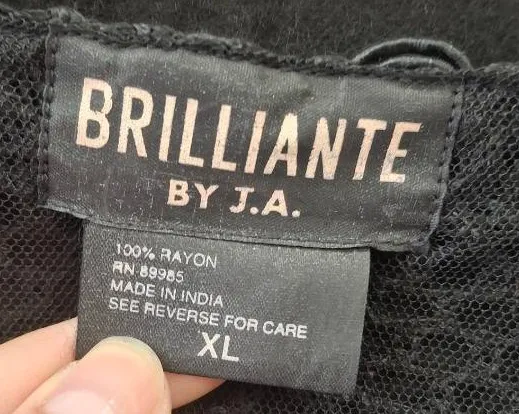 BRILLIANTE
BY J.A.
100% RAYON
RN 89985
MADE IN INDIA
SEE REVERSE FOR CARE
XL